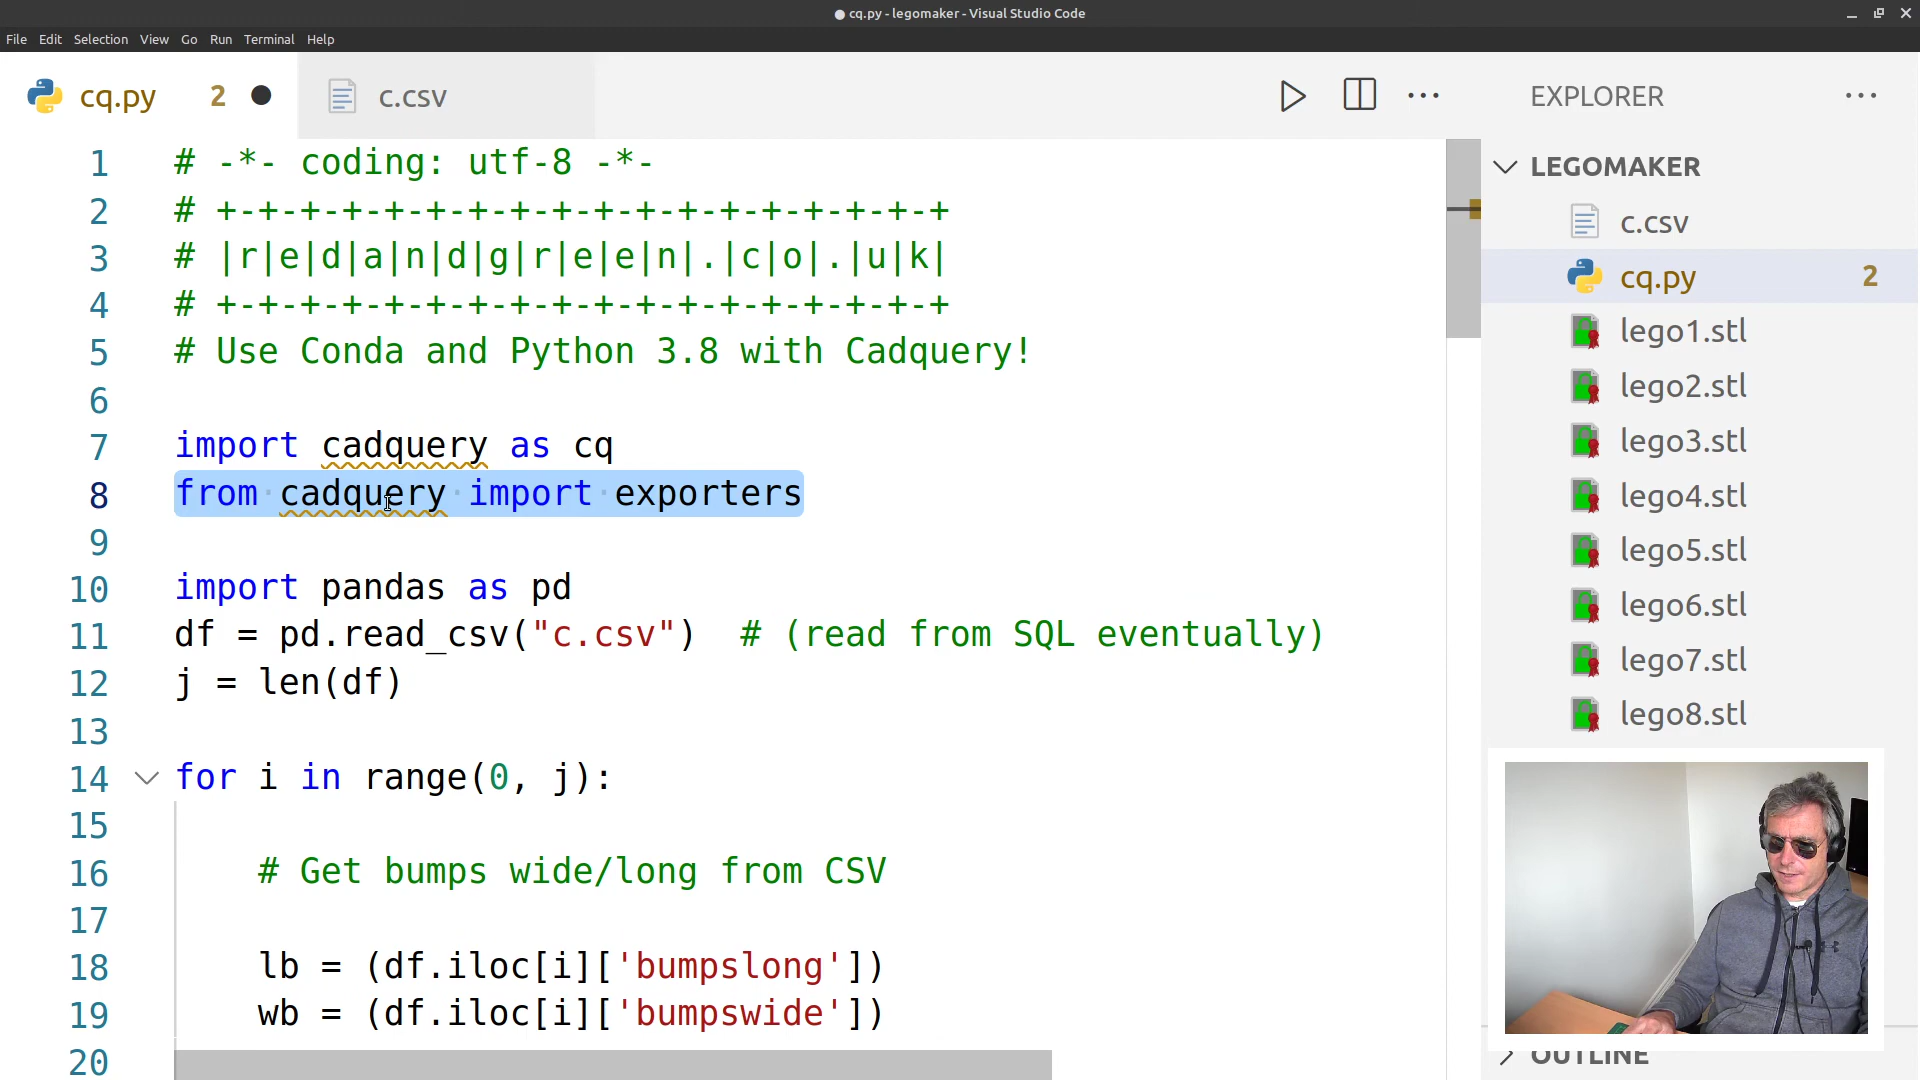 ● cq.py - legomaker - Visual Studio Code
File Edit Selection View Go Run Terminal Help
cq.py 2 ● c.csv
EXPLORER
1 # -*- coding: utf-8 -*-
2 # +-+-+-+-+-+-+-+-+-+-+-+-+-+-+-+-+-+
3 # |r|e|d|a|n|d|g|r|e|e|n|.|c|o|.|u|k|
4 # +-+-+-+-+-+-+-+-+-+-+-+-+-+-+-+-+-+
5 # Use Conda and Python 3.8 with Cadquery!
6
7 import cadquery as cq
8 from cadquery import exporters
9
10 import pandas as pd
11 df = pd.read_csv("c.csv")  # (read from SQL eventually)
12 j = len(df)
13
14 for i in range(0, j):
15
16 # Get bumps wide/long from CSV
17
18 lb = (df.iloc[i]['bumpslong'])
19 wb = (df.iloc[i]['bumpswide'])
20
LEGOMAKER
c.csv
cq.py 2
lego1.stl
lego2.stl
lego3.stl
lego4.stl
lego5.stl
lego6.stl
lego7.stl
lego8.stl
OUTLINE